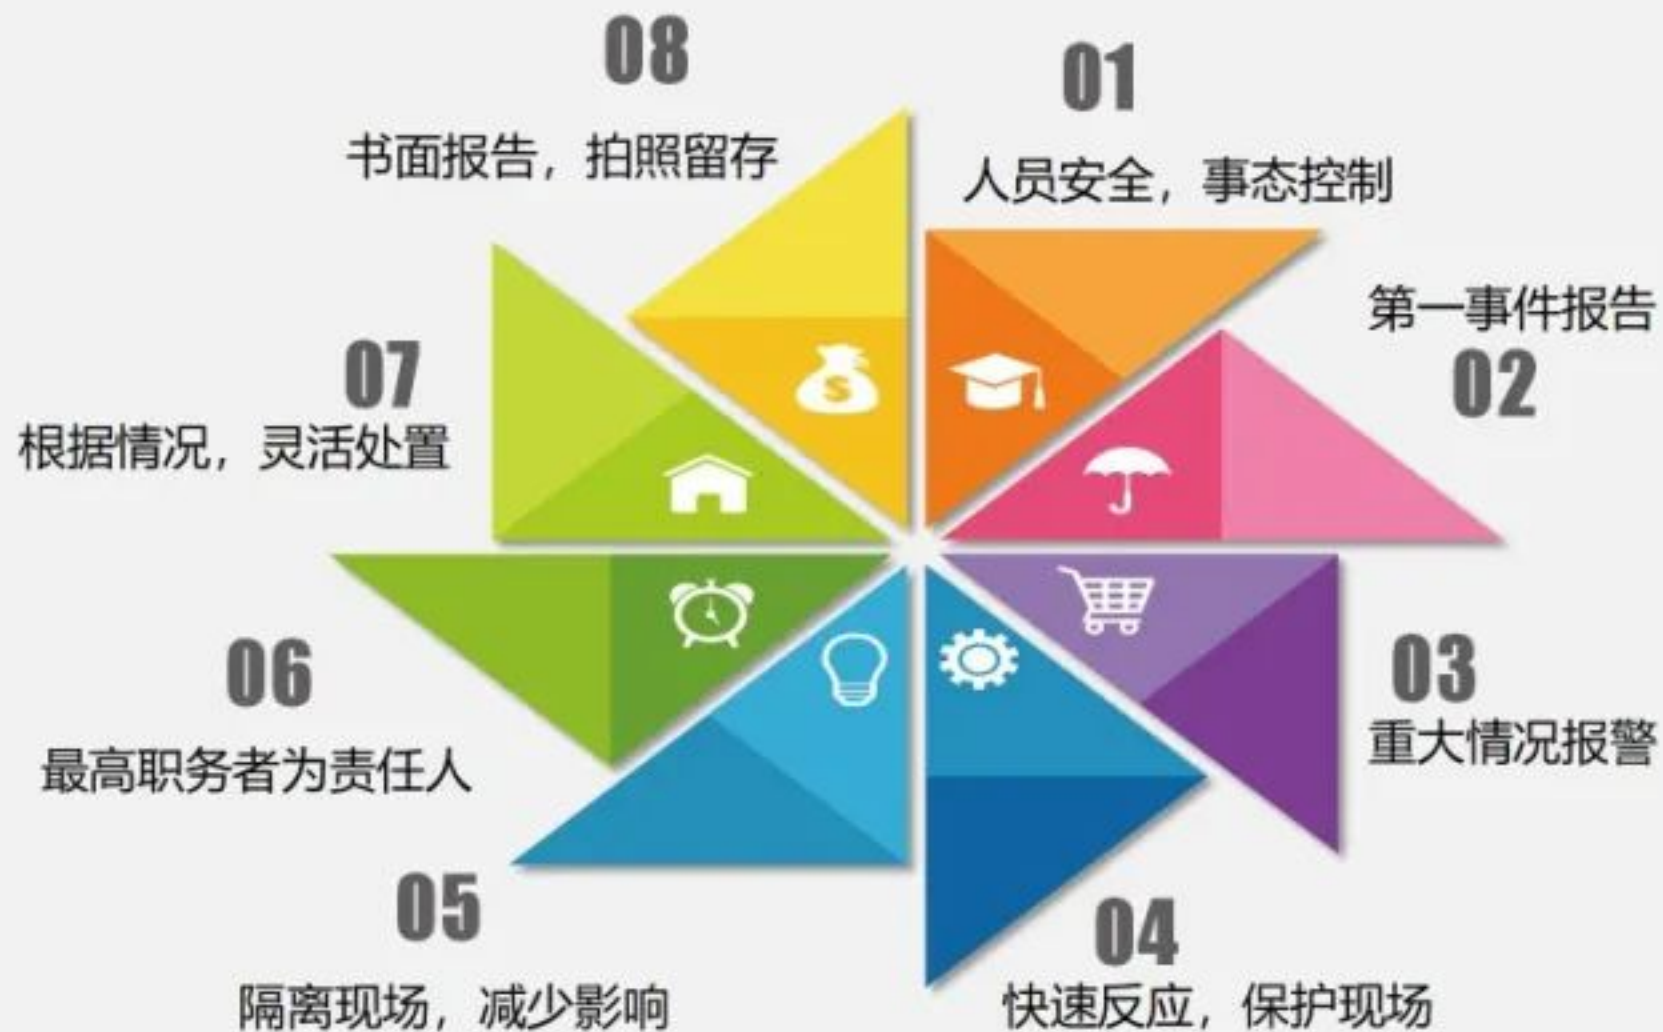 01
人员安全，事态控制
第一事件报告
02
03
重大情况报警
04
快速反应，保护现场
05
隔离现场，减少影响
06
最高职务者为责任人
07
根据情况，灵活处置
08
书面报告，拍照留存
$